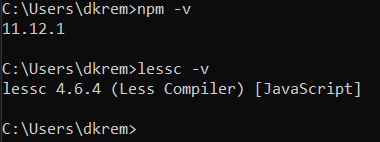 C:\Users\dkrem>npm -v
11.12.1
C:\Users\dkrem>lessc -v
lessc 4.6.4 (Less Compiler) [JavaScript]
C:\Users\dkrem>